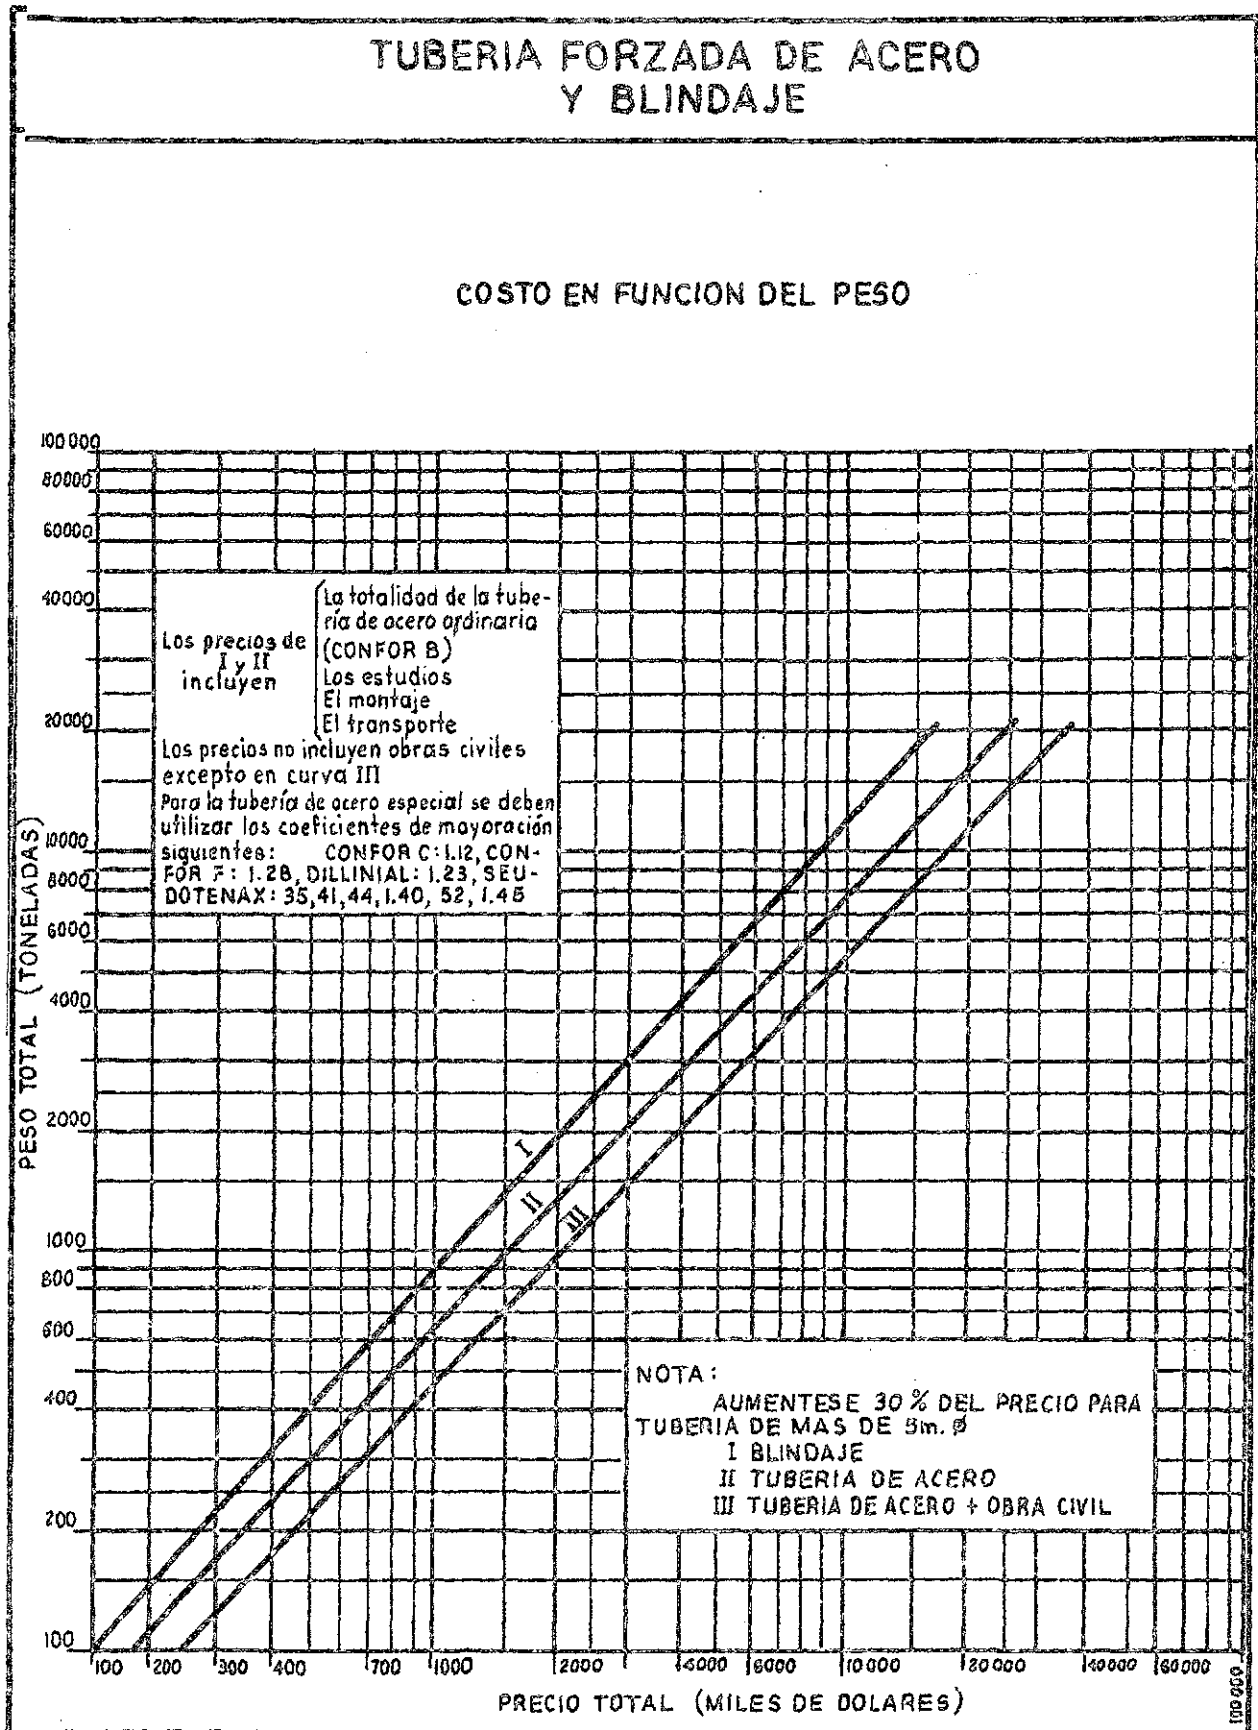 TUBERIA FORZADA DE ACERO
Y BLINDAJE
COSTO EN FUNCION DEL PESO
100 000
80000
60000
40000
20000
10000
8000
6000
4000
2000
1000
800
600
400
200
100
PESO TOTAL (TONELADAS)
Los precios de
I y II
incluyen
La totalidad de la tube-
ría de acero ordinaria
(CONFOR B)
Los estudios
El montaje
El transporte
Los precios no incluyen obras civiles
excepto en curva III
Para la tubería de acero especial se deben
utilizar los coeficientes de mayoración
siguientes: CONFOR C: 1.12, CON-
FOR F: 1.28, DILLINIAL: 1.23, SEU-
DOTENAX: 35,41,44, 1.40, 52, 1.45
I
II
III
NOTA:
AUMENTESE 30 % DEL PRECIO PARA
TUBERIA DE MAS DE 5m. Ø
I BLINDAJE
II TUBERIA DE ACERO
III TUBERIA DE ACERO + OBRA CIVIL
100 200 300 400 700 1000 2000 4000 6000 10000 20000 40000 60000 100000
PRECIO TOTAL (MILES DE DOLARES)